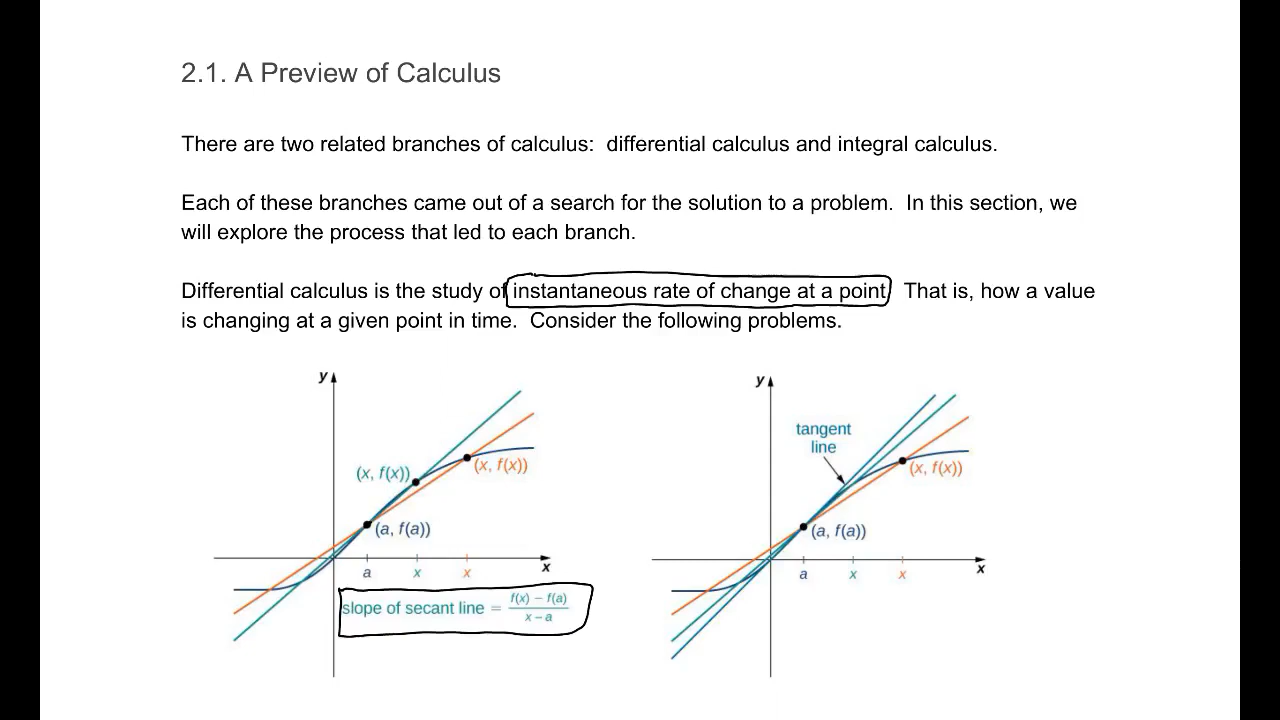 2.1. A Preview of Calculus
There are two related branches of calculus:  differential calculus and integral calculus.
Each of these branches came out of a search for the solution to a problem.  In this section, we
will explore the process that led to each branch.
Differential calculus is the study of instantaneous rate of change at a point  That is, how a value
is changing at a given point in time.  Consider the following problems.
y
(x, f(x))
(x, f(x))
(a, f(a))
a x x x
slope of secant line = f(x) – f(a) / x – a
y
tangent
line
(x, f(x))
(a, f(a))
a x x x